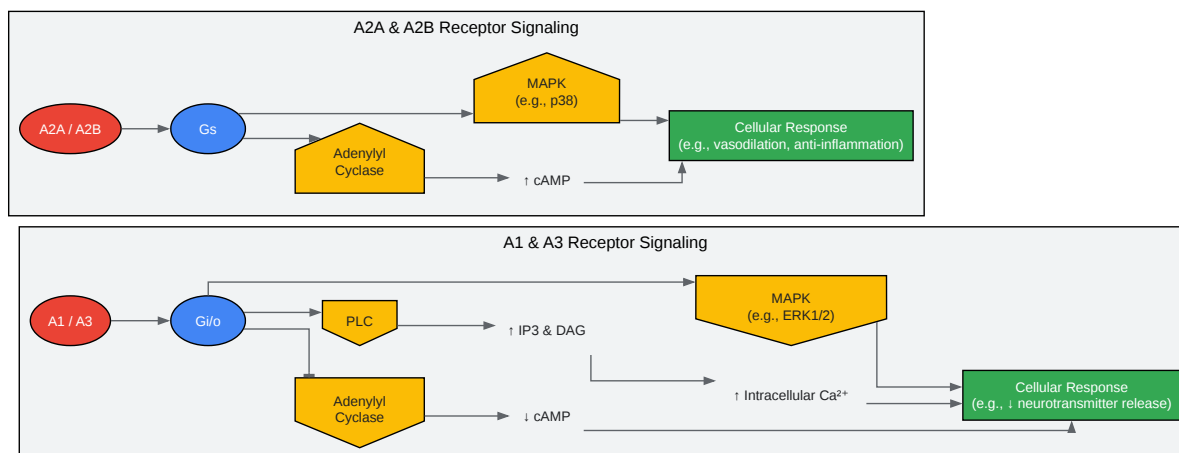 A2A & A2B Receptor Signaling
MAPK
(e.g., p38)
A2A / A2B
Gs
Cellular Response
(e.g., vasodilation, anti-inflammation)
Adenylyl
Cyclase
↑ cAMP
A1 & A3 Receptor Signaling
MAPK
(e.g., ERK1/2)
A1 / A3
Gi/o
PLC
↑ IP3 & DAG
Adenylyl
Cyclase
↑ Intracellular Ca²⁺
Cellular Response
(e.g., ↓ neurotransmitter release)
↓ cAMP